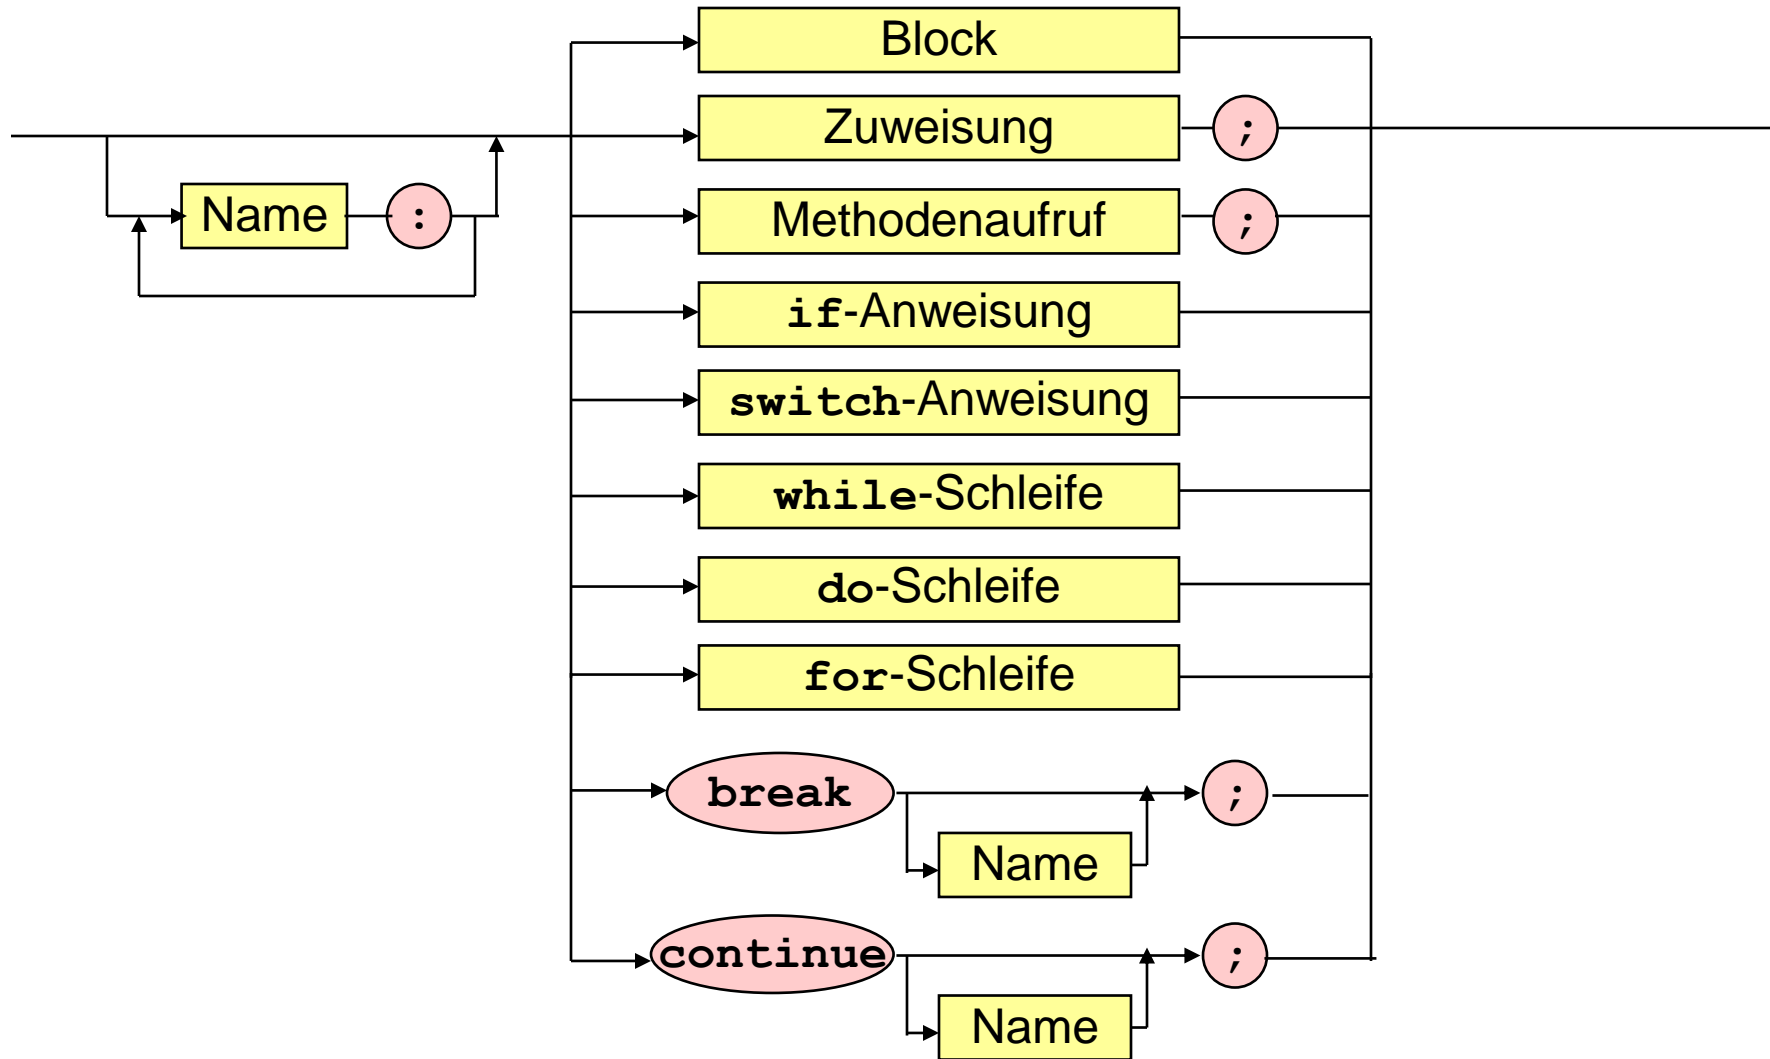 Block
Zuweisung ;
Name :
Methodenaufruf ;
if-Anweisung
switch-Anweisung
while-Schleife
do-Schleife
for-Schleife
break ;
Name
continue ;
Name